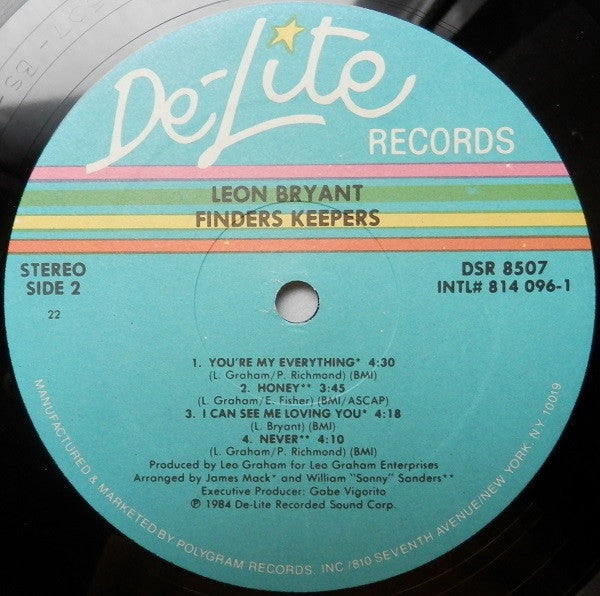 De-Lite
RECORDS
LEON BRYANT
FINDERS KEEPERS
STEREO
SIDE 2
22
DSR 8507
INTL# 814 096-1
1. YOU'RE MY EVERYTHING* 4:30
(L. Graham/P. Richmond) (BMI)
2. HONEY** 3:45
(L. Graham/E. Fisher) (BMI/ASCAP)
3. I CAN SEE ME LOVING YOU* 4:18
(L. Bryant) (BMI)
4. NEVER** 4:10
(L. Graham/P. Richmond) (BMI)
Produced by Leo Graham for Leo Graham Enterprises
Arranged by James Mack* and William "Sonny" Sanders**
Executive Producer: Gabe Vigorito
℗ 1984 De-Lite Recorded Sound Corp.
MANUFACTURED & MARKETED BY POLYGRAM RECORDS, INC./810 SEVENTH AVENUE/NEW YORK, N.Y. 10019